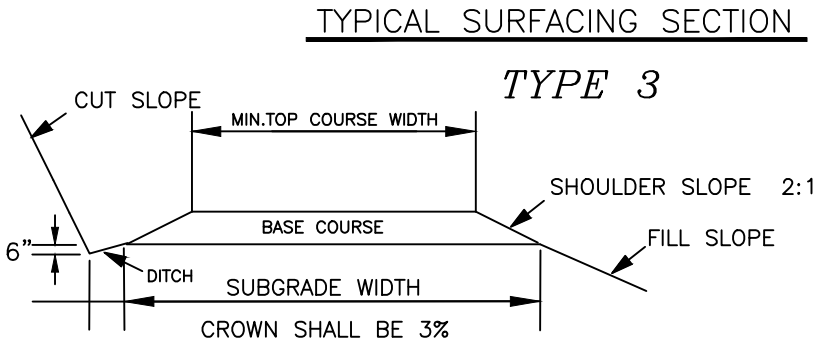 TYPICAL SURFACING SECTION
TYPE 3
CUT SLOPE
MIN.TOP COURSE WIDTH
SHOULDER SLOPE 2:1
BASE COURSE
FILL SLOPE
6"
DITCH
SUBGRADE WIDTH
CROWN SHALL BE 3%